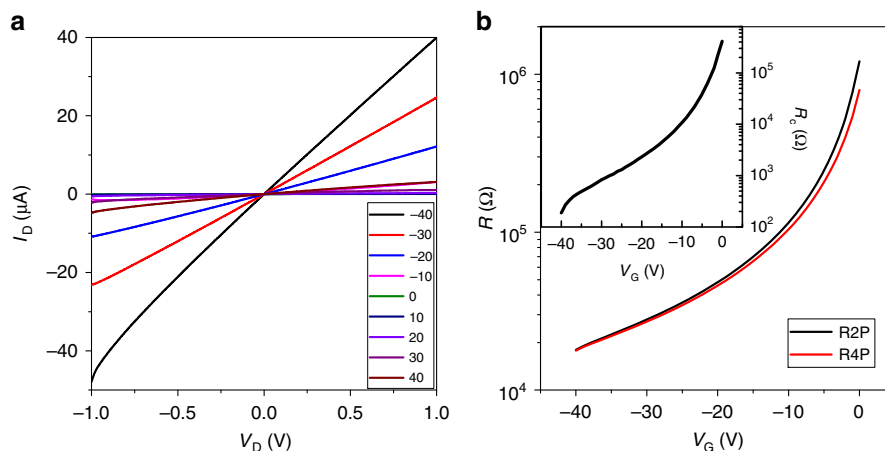 a
40
20
0
−20
−40
I_D (μA)
−1.0 −0.5 0.0 0.5 1.0
V_D (V)
−40
−30
−20
−10
0
10
20
30
40
b
10^6
10^5
10^4
R (Ω)
−40 −30 −20 −10 0
V_G (V)
10^5
10^4
10^3
10^2
R_c (Ω)
−40 −30 −20 −10 0
V_G (V)
R2P
R4P